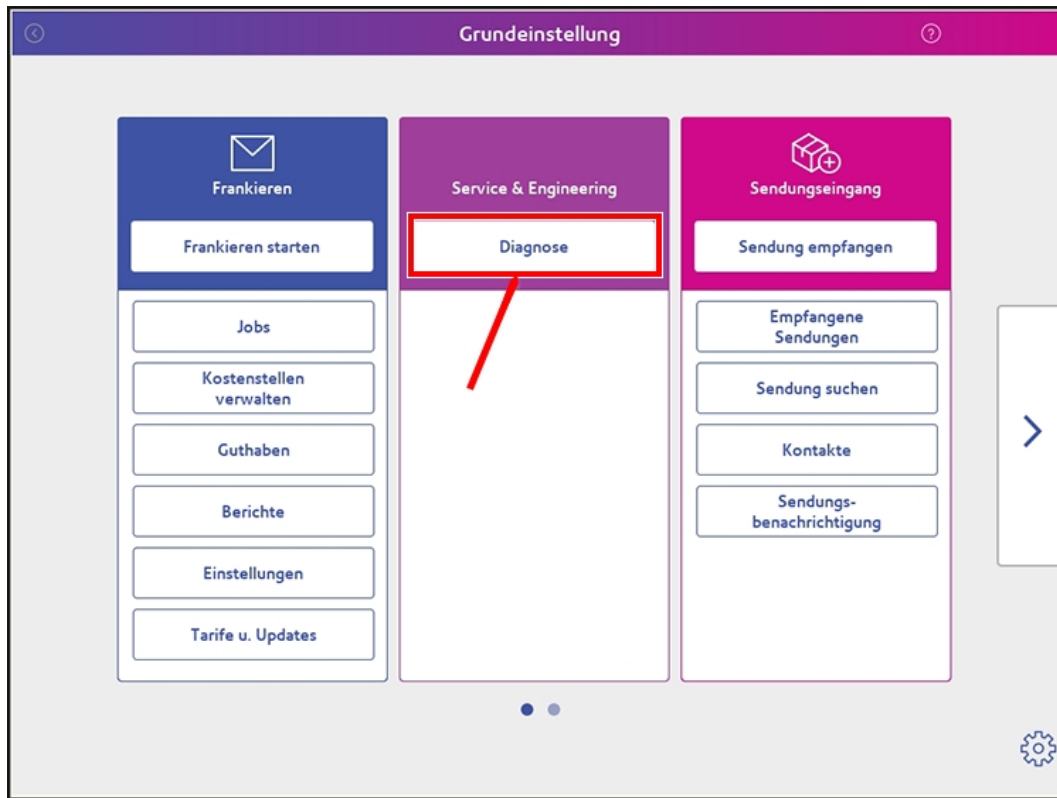 Grundeinstellung
Frankieren
Frankieren starten
Jobs
Kostenstellen
verwalten
Guthaben
Berichte
Einstellungen
Tarife u. Updates
Service & Engineering
Diagnose
Sendungseingang
Sendung empfangen
Empfangene
Sendungen
Sendung suchen
Kontakte
Sendungs-
benachrichtigung